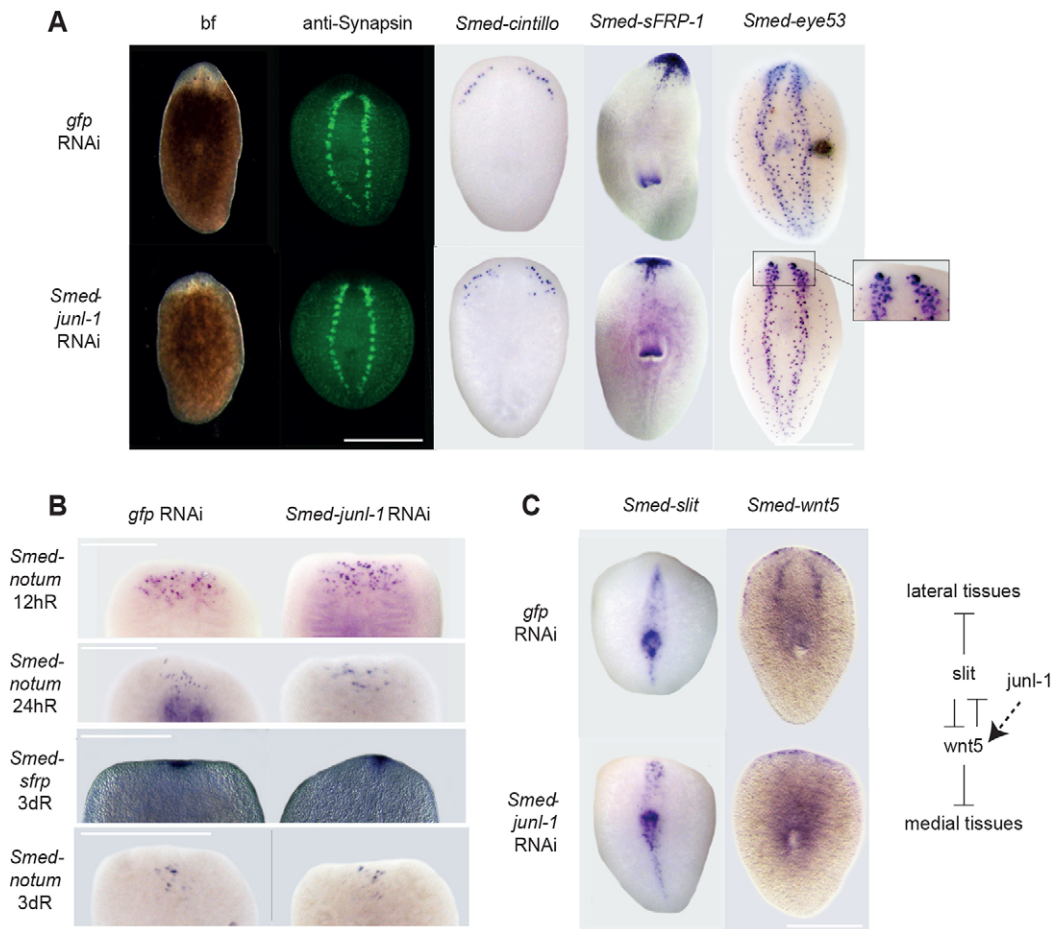 A
bf
anti-Synapsin
Smed-cintillo
Smed-sFRP-1
Smed-eye53
gfp
RNAi
Smed-
junl-1
RNAi
B
gfp RNAi
Smed-junl-1 RNAi
Smed-
notum
12hR
Smed-
notum
24hR
Smed-
sfrp
3dR
Smed-
notum
3dR
C
Smed-slit
Smed-wnt5
gfp
RNAi
Smed-
junl-1
RNAi
lateral tissues
slit
junl-1
wnt5
medial tissues